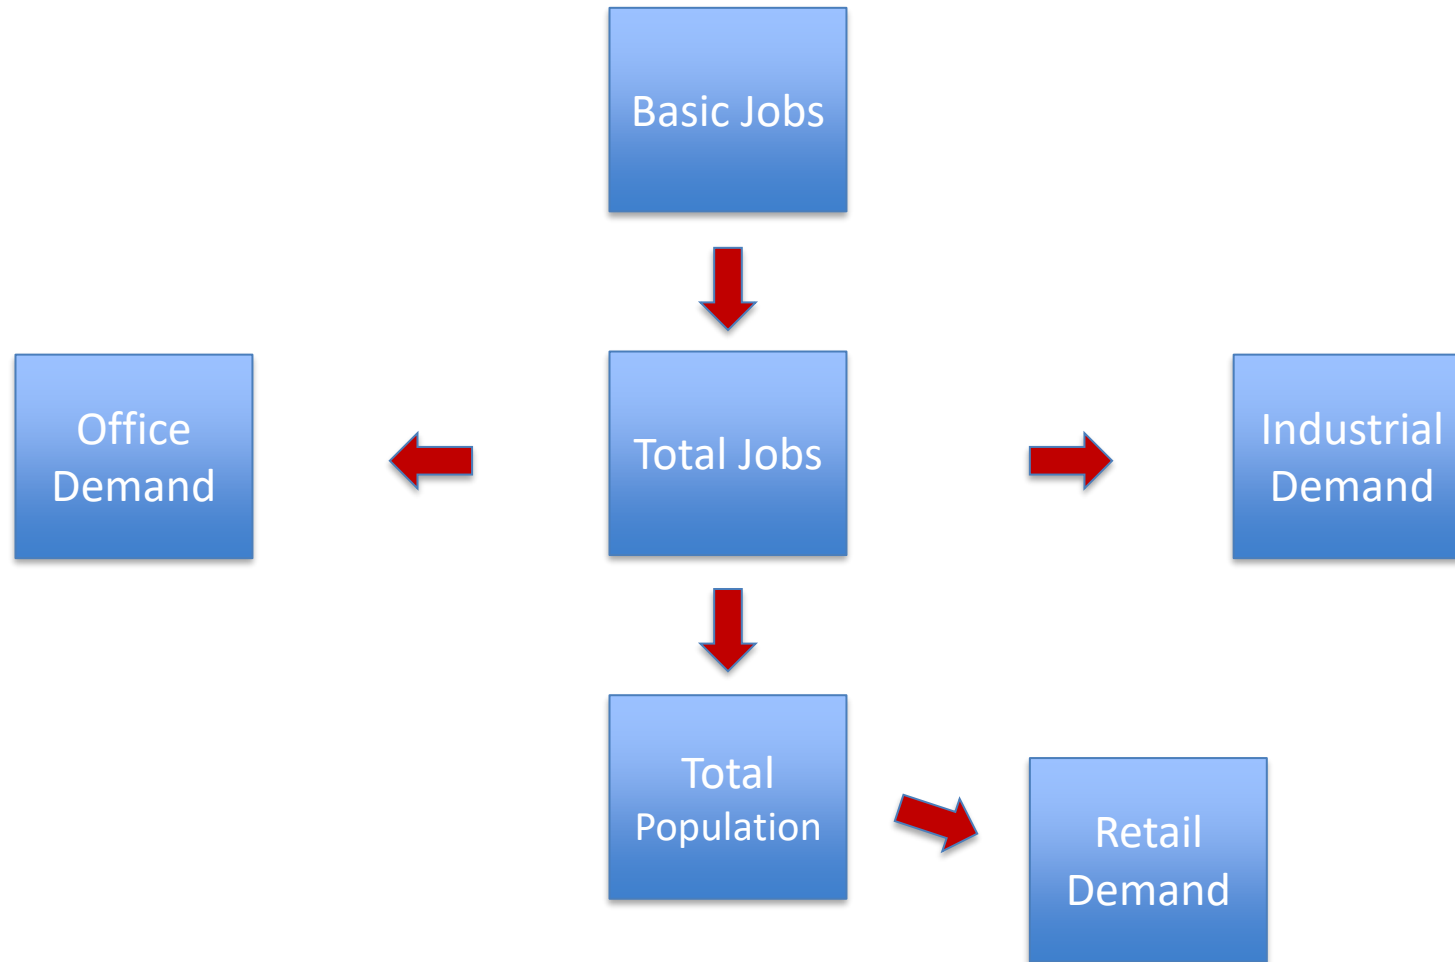 Basic Jobs
Office
Demand
Total Jobs
Industrial
Demand
Total
Population
Retail
Demand